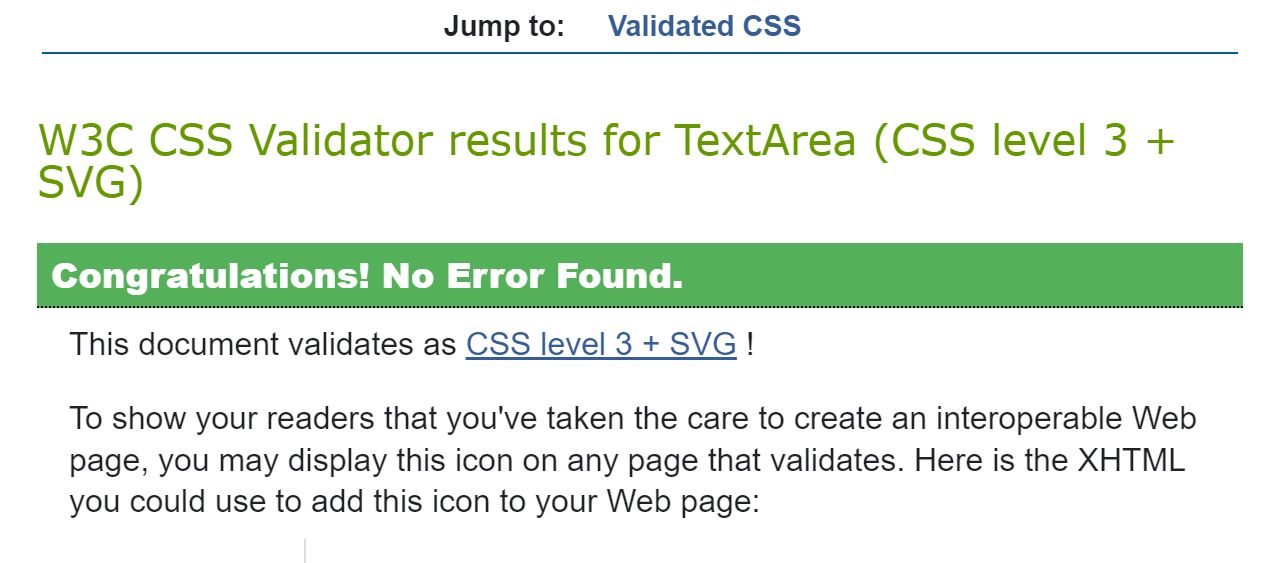 Jump to: Validated CSS
W3C CSS Validator results for TextArea (CSS level 3 +
SVG)
Congratulations! No Error Found.
This document validates as CSS level 3 + SVG !
To show your readers that you've taken the care to create an interoperable Web
page, you may display this icon on any page that validates. Here is the XHTML
you could use to add this icon to your Web page: